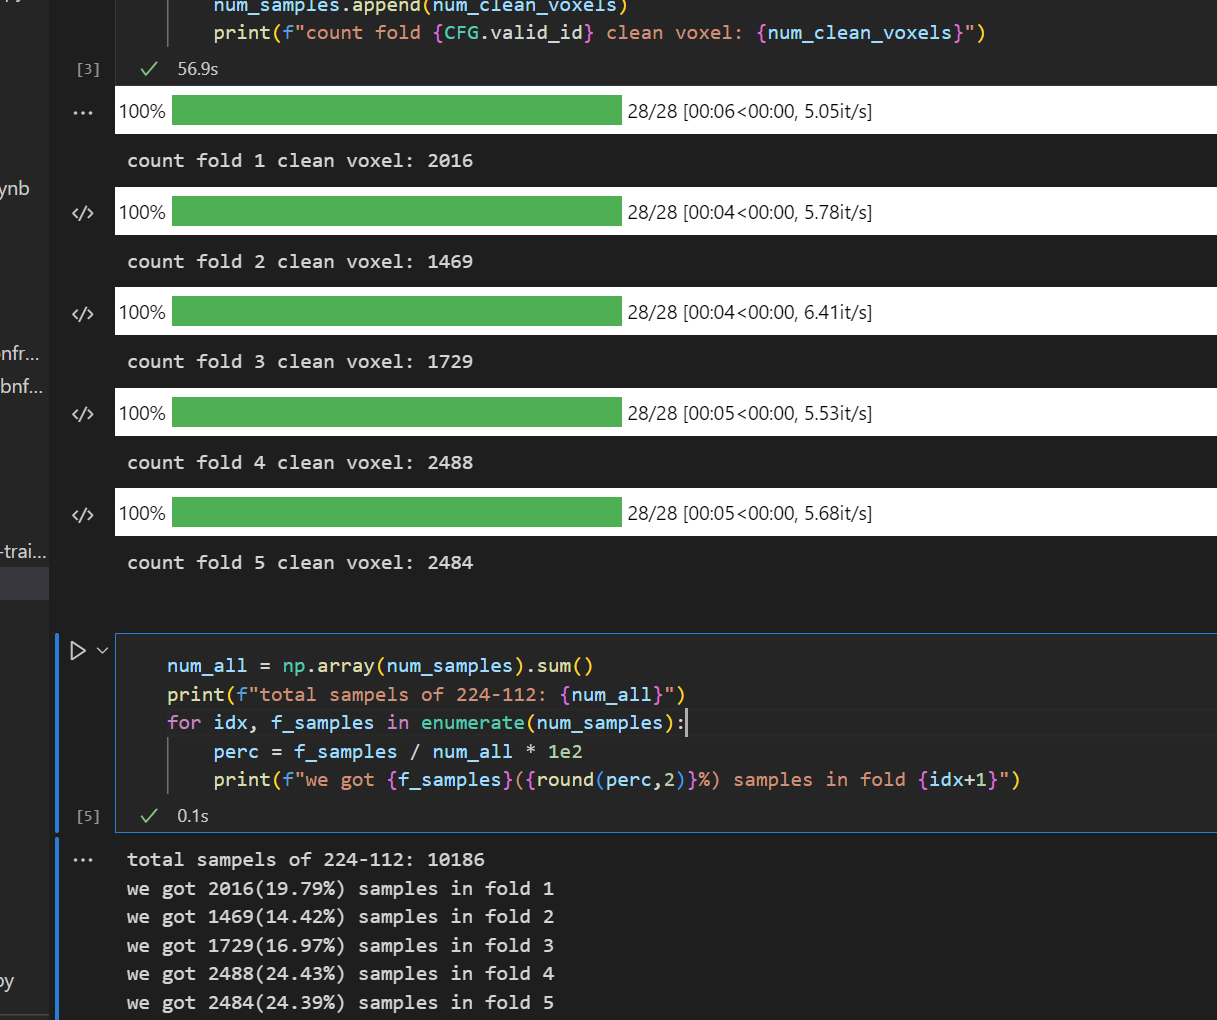 num_samples.append(num_clean_voxels)
print(f"count fold {CFG.valid_id} clean voxel: {num_clean_voxels}")
[3] 56.9s
100% 28/28 [00:06<00:00, 5.05it/s]
count fold 1 clean voxel: 2016
ynb
100% 28/28 [00:04<00:00, 5.78it/s]
count fold 2 clean voxel: 1469
100% 28/28 [00:04<00:00, 6.41it/s]
nfr...
count fold 3 clean voxel: 1729
bnf...
100% 28/28 [00:05<00:00, 5.53it/s]
count fold 4 clean voxel: 2488
100% 28/28 [00:05<00:00, 5.68it/s]
-trai...
count fold 5 clean voxel: 2484
num_all = np.array(num_samples).sum()
print(f"total sampels of 224-112: {num_all}")
for idx, f_samples in enumerate(num_samples):
perc = f_samples / num_all * 1e2
print(f"we got {f_samples}({round(perc,2)}%) samples in fold {idx+1}")
[5] 0.1s
total sampels of 224-112: 10186
we got 2016(19.79%) samples in fold 1
we got 1469(14.42%) samples in fold 2
we got 1729(16.97%) samples in fold 3
we got 2488(24.43%) samples in fold 4
py
we got 2484(24.39%) samples in fold 5